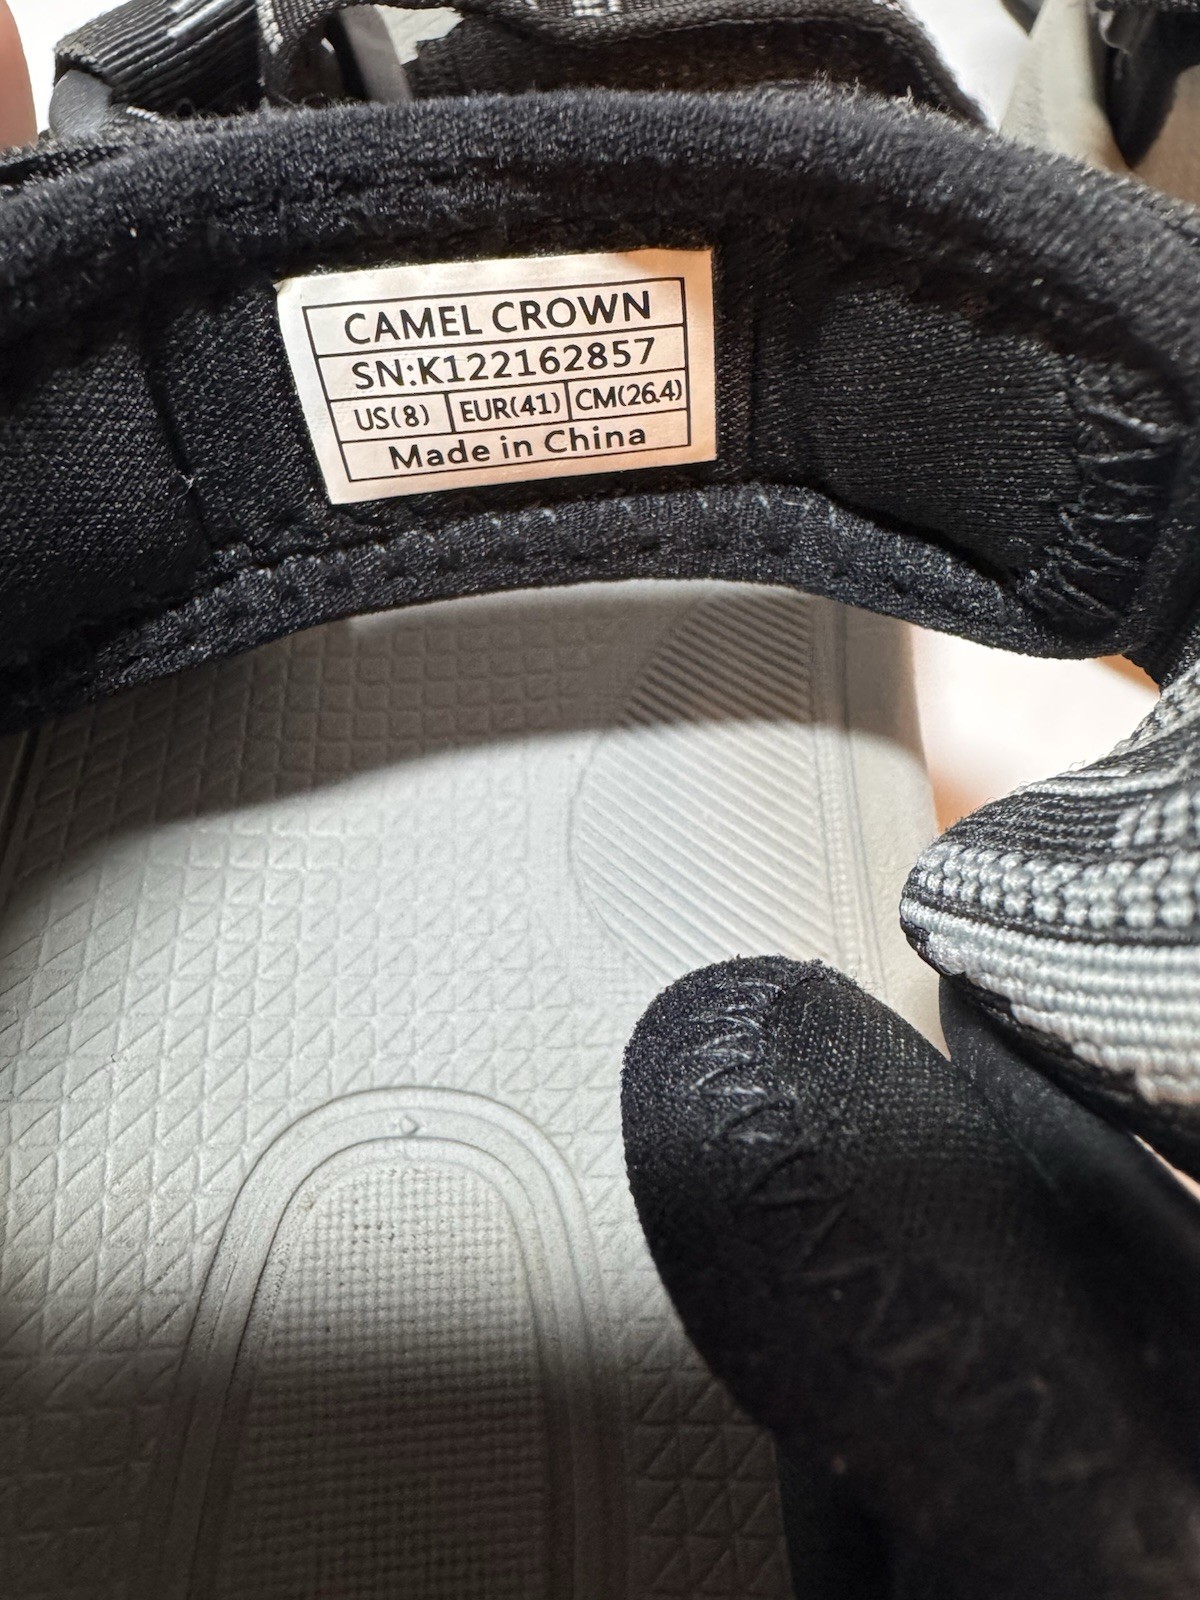 CAMEL CROWN
SN:K122162857
US(8) EUR(41) CM(26.4)
Made in China